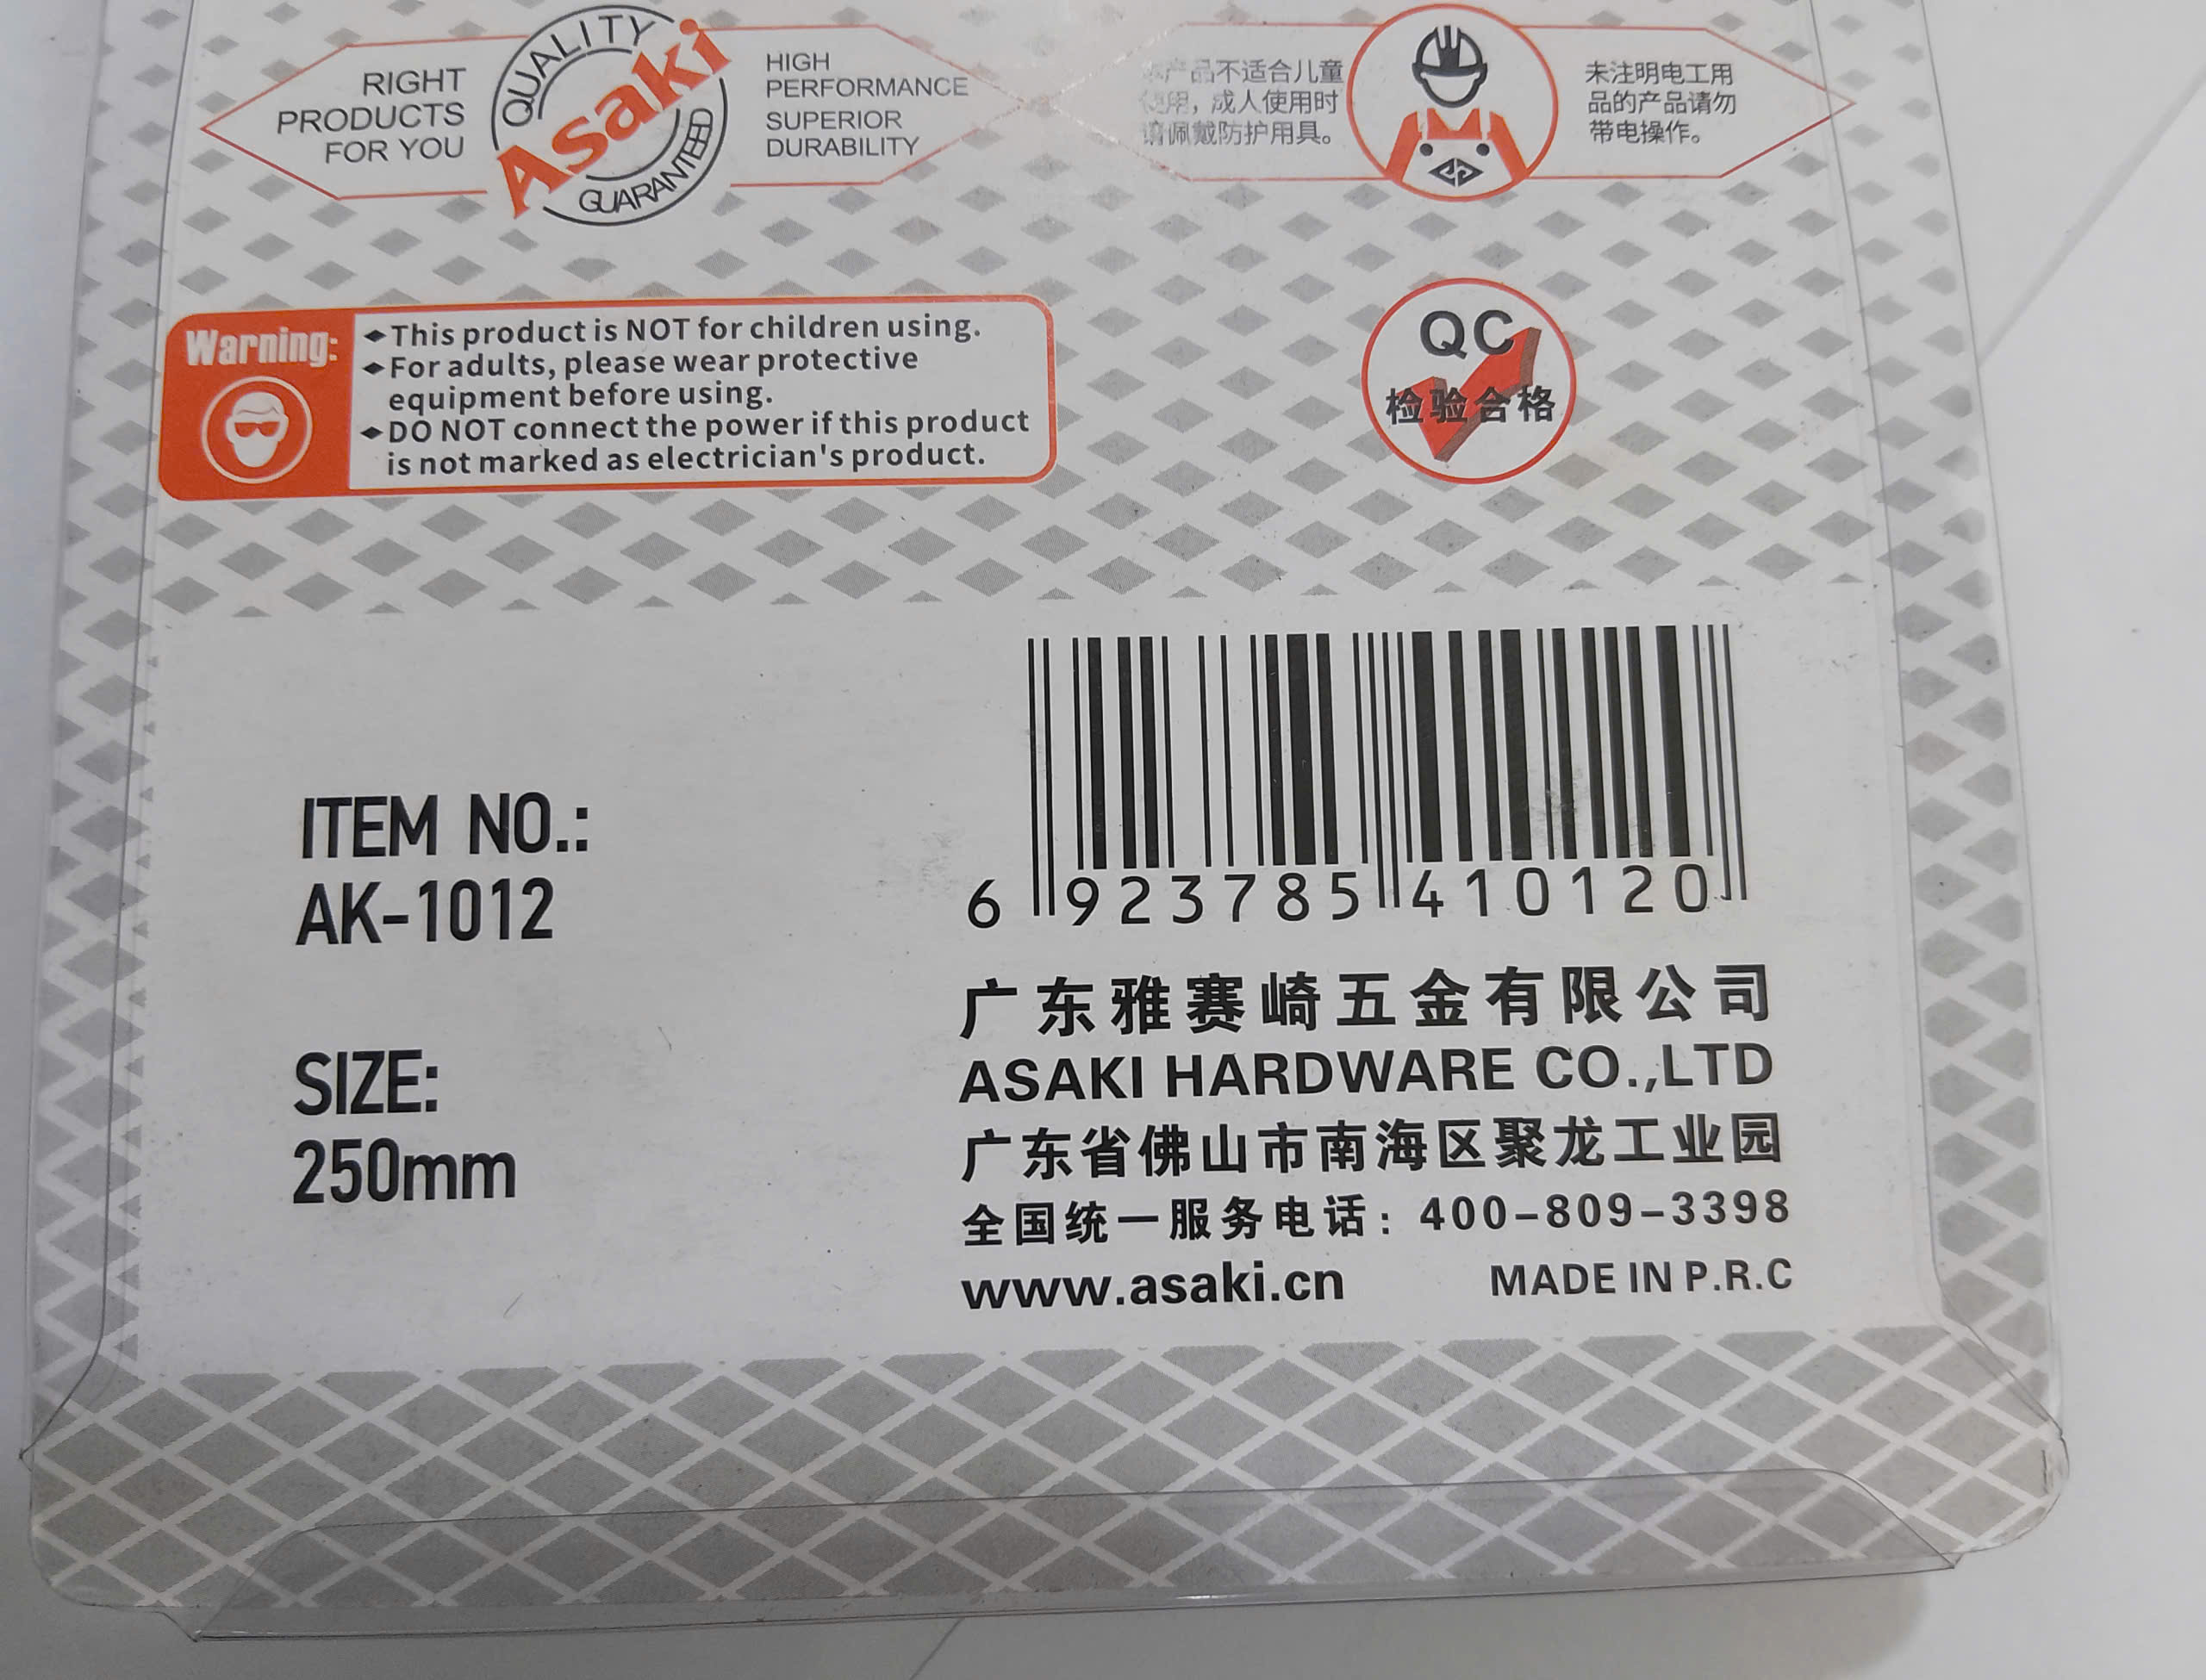 RIGHT
PRODUCTS
FOR YOU
QUALITY
Asaki
GUARANTEED
HIGH
PERFORMANCE
SUPERIOR
DURABILITY
产品不适合儿童
使用，成人使用时
请佩戴防护用具。
未注明电工用
品的产品请勿
带电操作。
Warning:
This product is NOT for children using.
For adults, please wear protective
equipment before using.
DO NOT connect the power if this product
is not marked as electrician's product.
QC
检验合格
ITEM NO.:
AK-1012
SIZE:
250mm
6 923785 410120
广东雅赛崎五金有限公司
ASAKI HARDWARE CO.,LTD
广东省佛山市南海区聚龙工业园
全国统一服务电话: 400-809-3398
www.asaki.cn MADE IN P.R.C